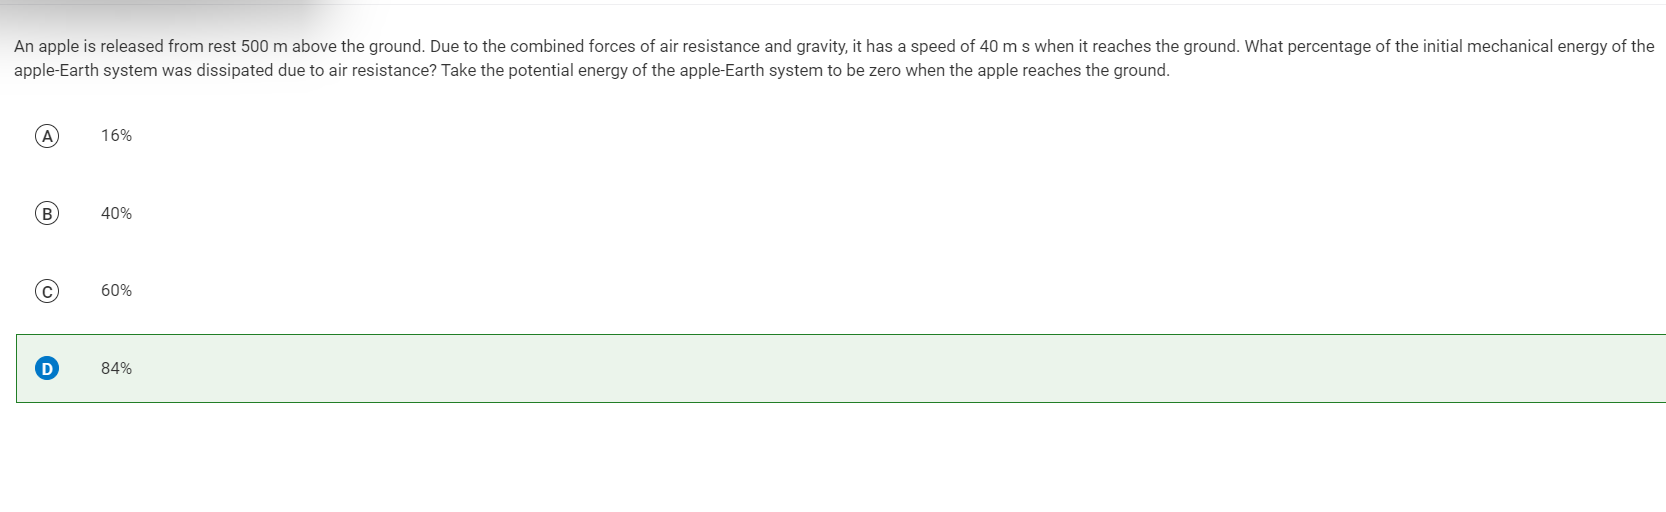 An apple is released from rest 500 m above the ground. Due to the combined forces of air resistance and gravity, it has a speed of 40 m s when it reaches the ground. What percentage of the initial mechanical energy of the
apple-Earth system was dissipated due to air resistance? Take the potential energy of the apple-Earth system to be zero when the apple reaches the ground.
A 16%
B 40%
C 60%
D 84%